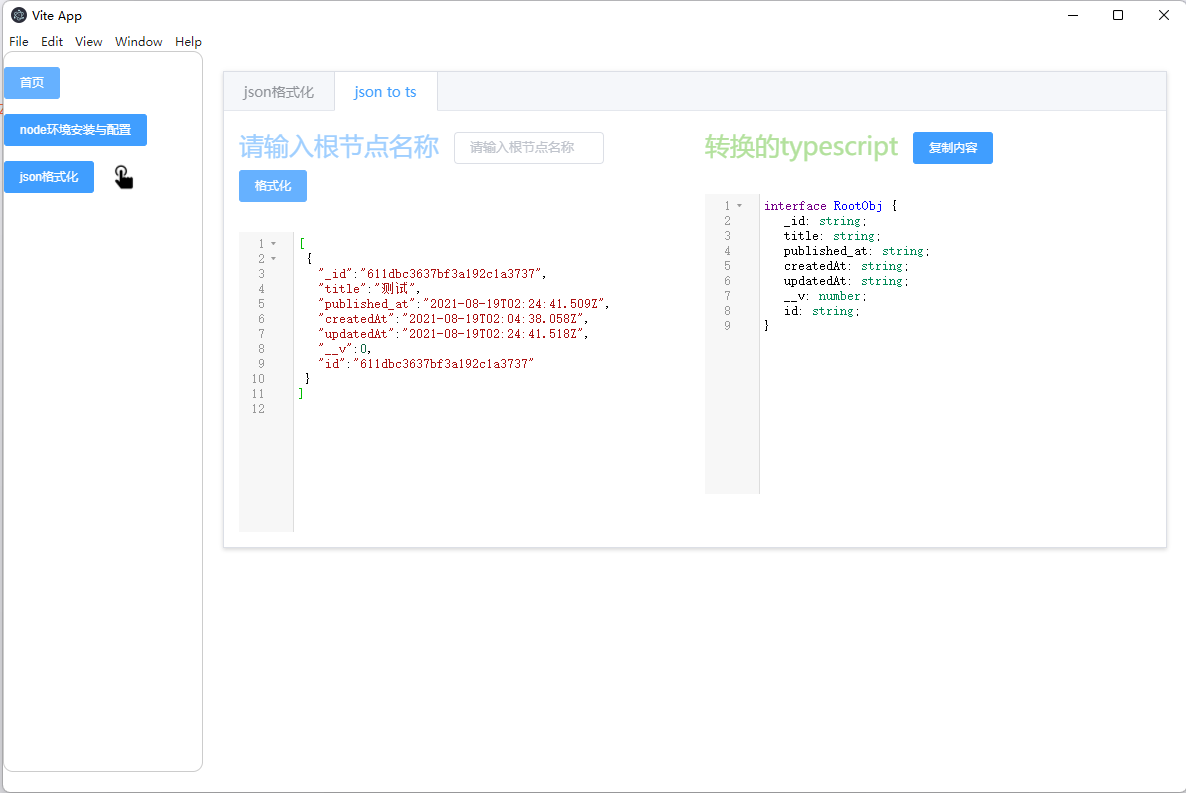 Vite App
File Edit View Window Help
首页
node环境安装与配置
json格式化
json格式化 json to ts
请输入根节点名称 请输入根节点名称
格式化
1 [
2 {
3 "_id":"611dbc3637bf3a192c1a3737",
4 "title":"测试",
5 "published_at":"2021-08-19T02:24:41.509Z",
6 "createdAt":"2021-08-19T02:04:38.058Z",
7 "updatedAt":"2021-08-19T02:24:41.518Z",
8 "__v":0,
9 "id":"611dbc3637bf3a192c1a3737"
10 }
11 ]
12
转换的typescript 复制内容
1 interface RootObj {
2 _id: string;
3 title: string;
4 published_at: string;
5 createdAt: string;
6 updatedAt: string;
7 __v: number;
8 id: string;
9 }